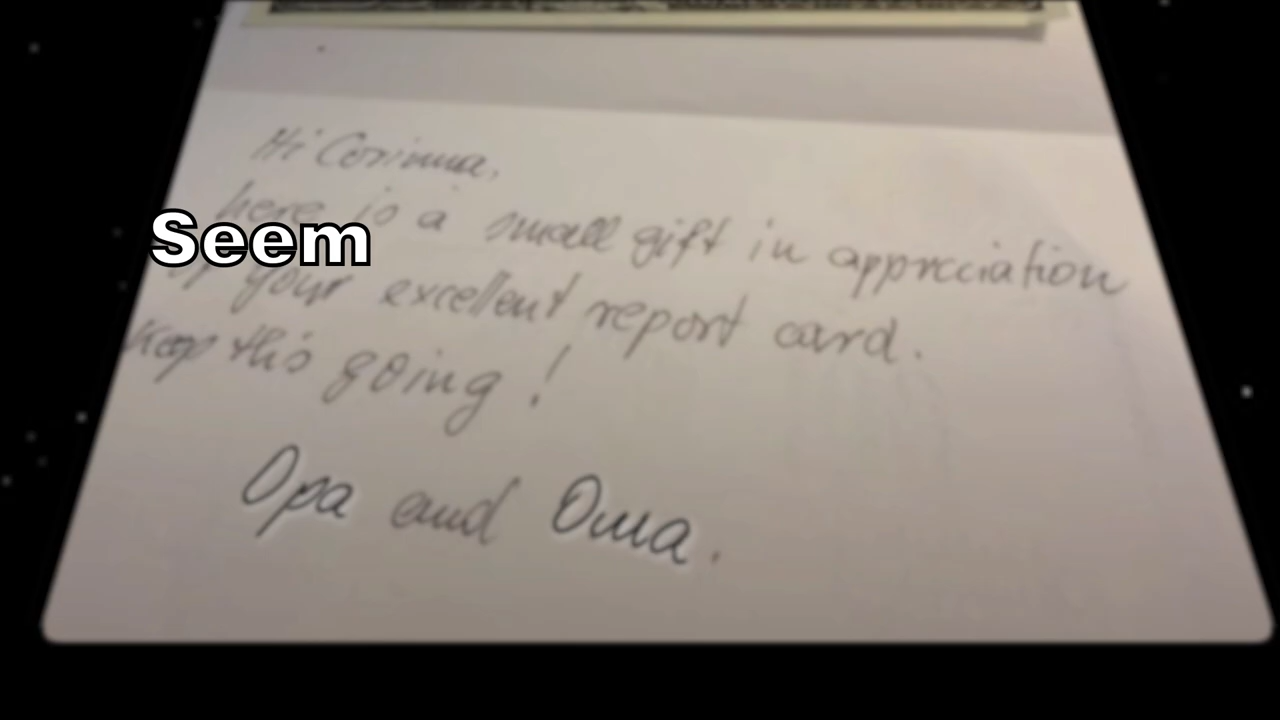 Hi Corinna,
here is a small gift in appreciation
Seem
of your excellent report card.
Keep this going!
Opa and Oma.